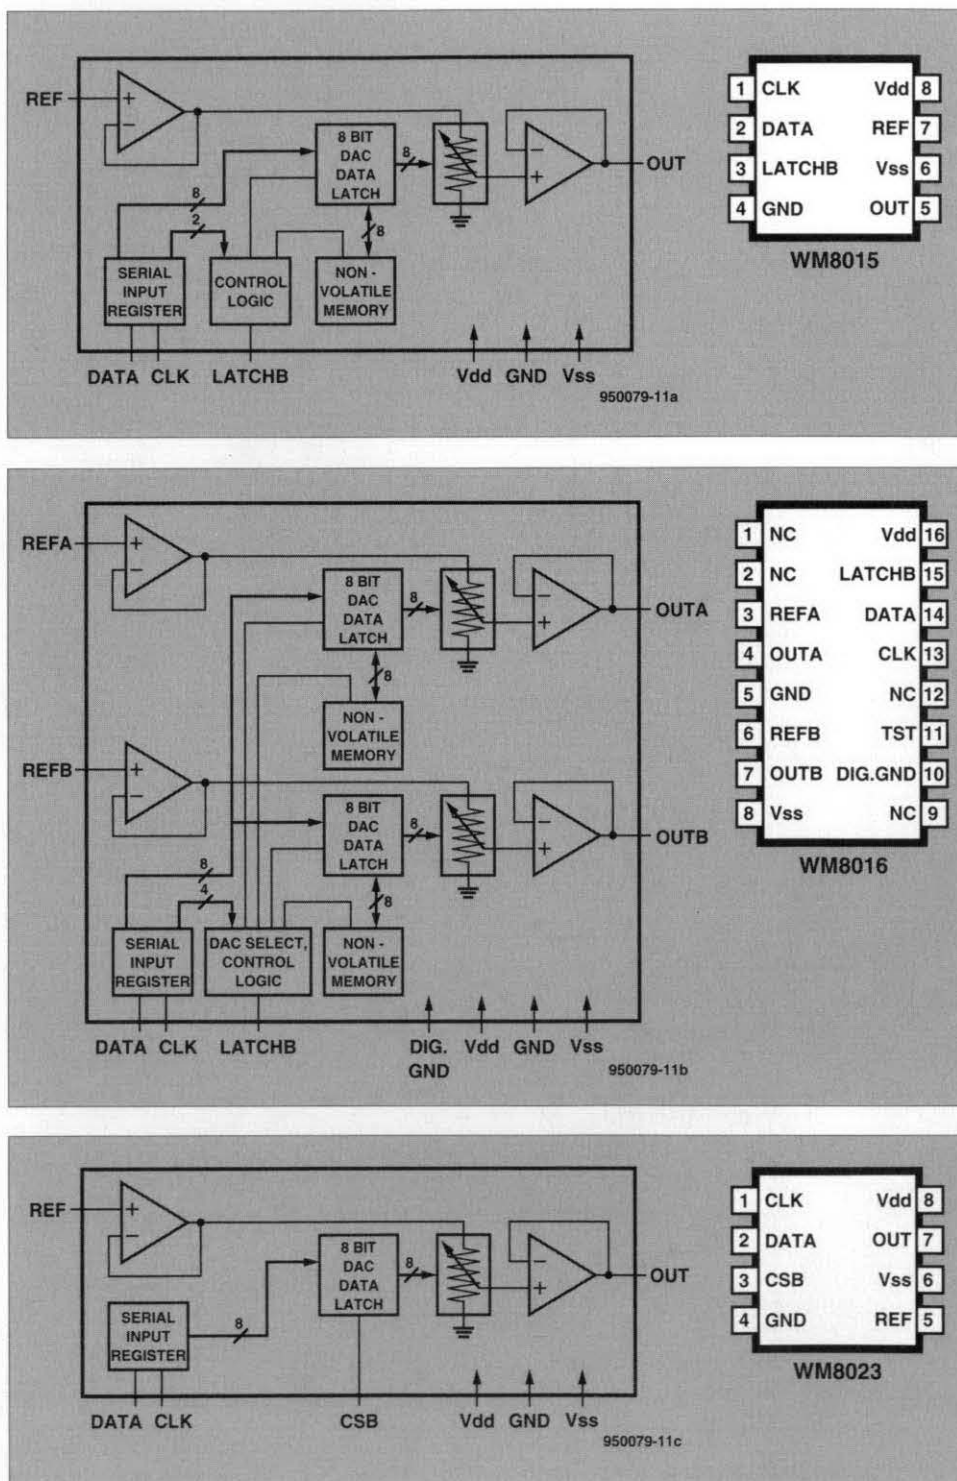 REF
8 BIT
DAC
DATA
LATCH
8
OUT
8
2
8
SERIAL
INPUT
REGISTER
CONTROL
LOGIC
NON -
VOLATILE
MEMORY
DATA CLK LATCHB Vdd GND Vss
950079-11a
1 CLK Vdd 8
2 DATA REF 7
3 LATCHB Vss 6
4 GND OUT 5
WM8015
REFA
8 BIT
DAC
DATA
LATCH
8
OUTA
8
NON -
VOLATILE
MEMORY
REFB
8 BIT
DAC
DATA
LATCH
8
OUTB
8
4
8
SERIAL
INPUT
REGISTER
DAC SELECT,
CONTROL
LOGIC
NON -
VOLATILE
MEMORY
DATA CLK LATCHB DIG. GND Vdd GND Vss
950079-11b
1 NC Vdd 16
2 NC LATCHB 15
3 REFA DATA 14
4 OUTA CLK 13
5 GND NC 12
6 REFB TST 11
7 OUTB DIG.GND 10
8 Vss NC 9
WM8016
REF
8 BIT
DAC
DATA
LATCH
8
OUT
8
SERIAL
INPUT
REGISTER
DATA CLK CSB Vdd GND Vss
950079-11c
1 CLK Vdd 8
2 DATA OUT 7
3 CSB Vss 6
4 GND REF 5
WM8023